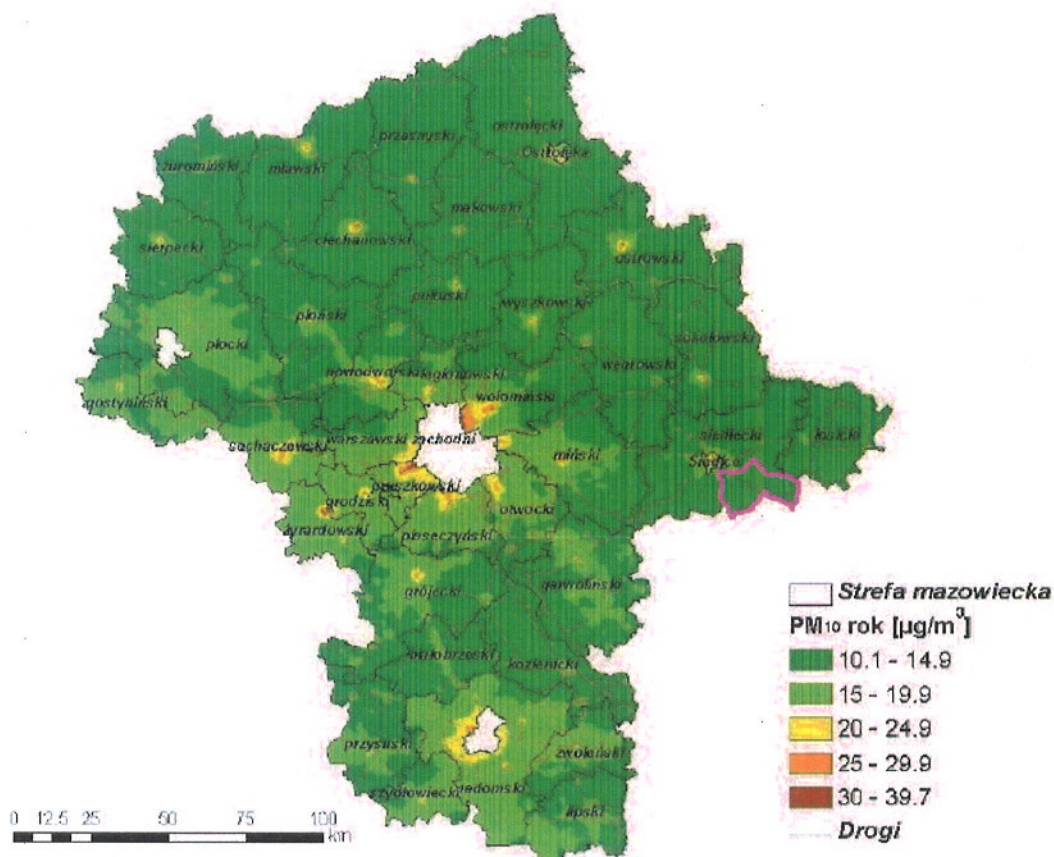 ostrołęcki
przasnyski
Ostrołęka
żuromiński
mławski
makowski
ciechanowski
sierpecki
ostrowski
pułtuski
wyszkowski
płoński
sokołowski
płocki
węgrowski
nowodworski
legionowski
wołomiński
gostyniński
siedlecki
łosicki
sochaczewski
warszawski zachodni
miński
Siedlce
pruszkowski
grodziski
otwocki
żyrardowski
piaseczyński
garwoliński
grójecki
białobrzeski
kozienicki
przysuski
zwoleński
szydłowiecki
radomski
lipski
Strefa mazowiecka
PM10 rok [µg/m³]
10.1 - 14.9
15 - 19.9
20 - 24.9
25 - 29.9
30 - 39.7
Drogi
0 12.5 25 50 75 100
km